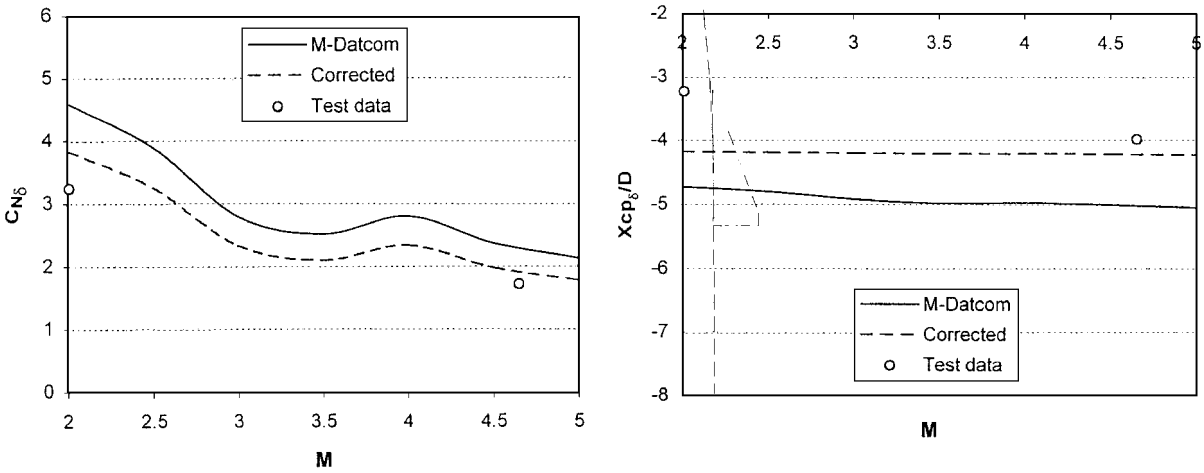 6
5
4
3
2
1
0
C_Nδ
M-Datcom
Corrected
Test data
2 2.5 3 3.5 4 4.5 5
M
-2
-3
-4
-5
-6
-7
-8
Xcp_δ/D
2 2.5 3 3.5 4 4.5 5
M-Datcom
Corrected
Test data
M